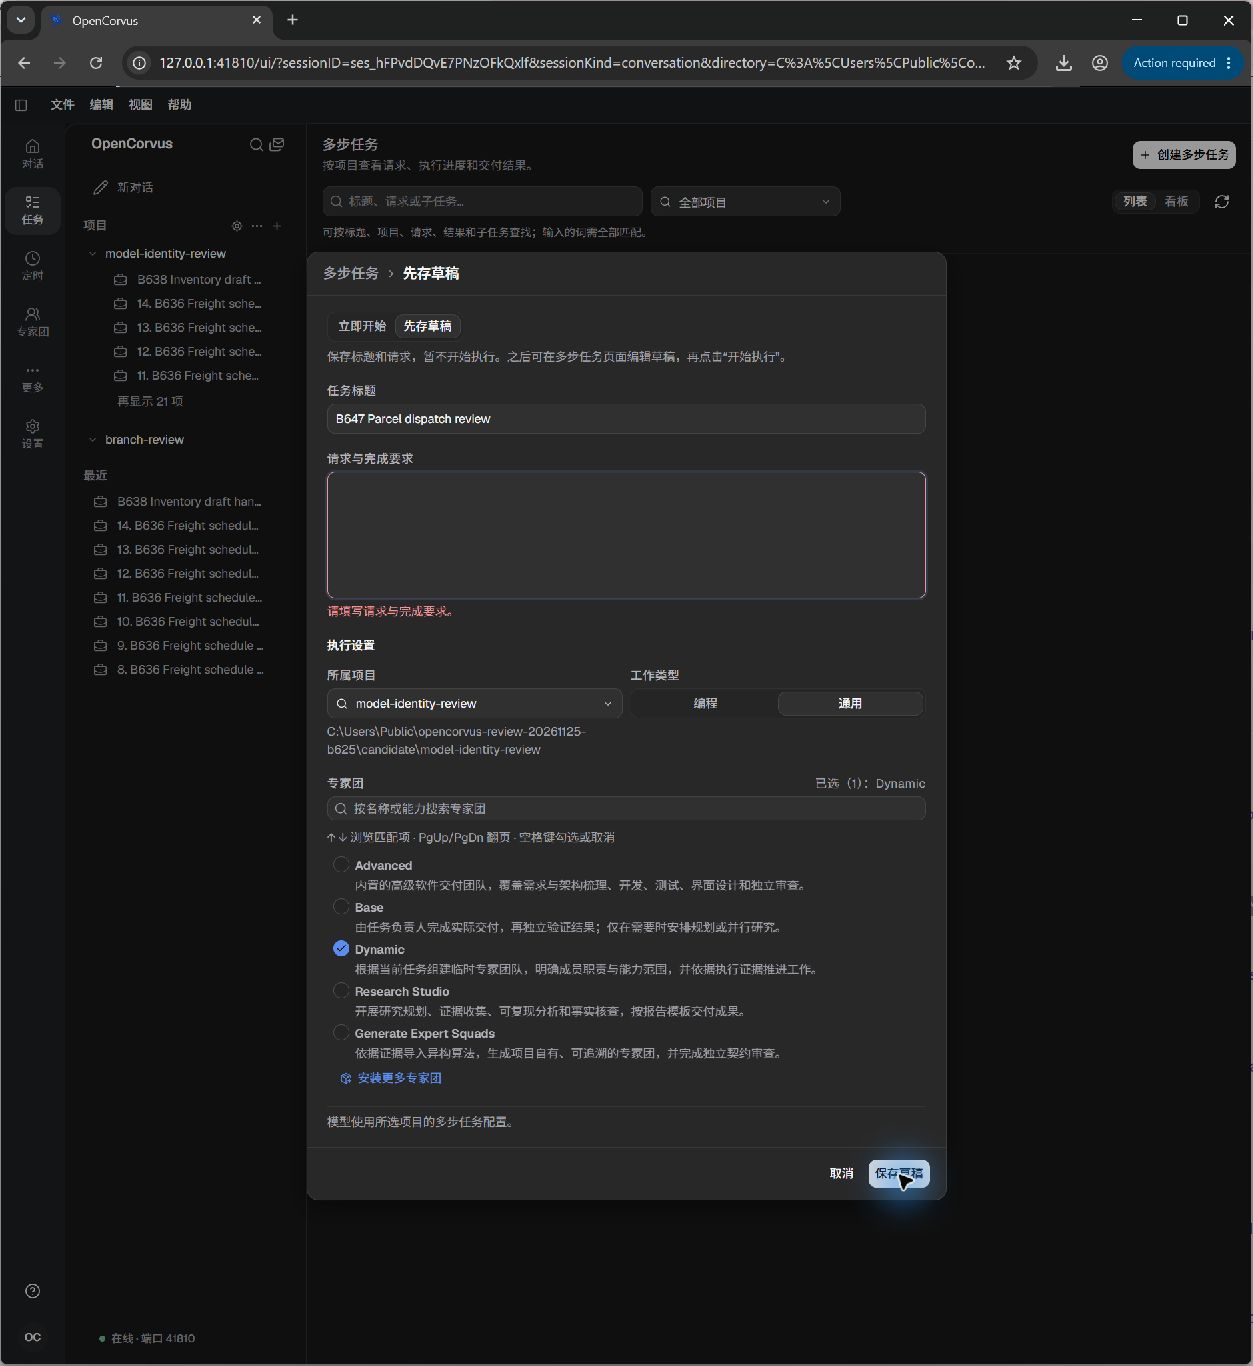 OpenCorvus
127.0.0.1:41810/ui/?sessionID=ses_hFPvdDQvE7PNzOFkQxlf&sessionKind=conversation&directory=C%3A%5CUsers%5CPublic%5Co...
Action required
文件 编辑 视图 帮助
对话
任务
定时
专家团
更多
设置
OC
OpenCorvus
新对话
项目
model-identity-review
B638 Inventory draft ...
14. B636 Freight sche...
13. B636 Freight sche...
12. B636 Freight sche...
11. B636 Freight sche...
再显示 21 项
branch-review
最近
B638 Inventory draft han...
14. B636 Freight schedul...
13. B636 Freight schedul...
12. B636 Freight schedul...
11. B636 Freight schedule...
10. B636 Freight schedul...
9. B636 Freight schedule ...
8. B636 Freight schedule ...
在线 · 端口 41810
多步任务
按项目查看请求、执行进度和交付结果。
创建多步任务
标题、请求或子任务...
全部项目
列表 看板
可按标题、项目、请求、结果和子任务查找；输入的词需全部匹配。
多步任务 › 先存草稿
立即开始 先存草稿
保存标题和请求，暂不开始执行。之后可在多步任务页面编辑草稿，再点击“开始执行”。
任务标题
B647 Parcel dispatch review
请求与完成要求
请填写请求与完成要求。
执行设置
所属项目 工作类型
model-identity-review 编程 通用
C:\Users\Public\opencorvus-review-20261125-
b625\candidate\model-identity-review
专家团 已选（1）：Dynamic
按名称或能力搜索专家团
↑↓ 浏览匹配项 · PgUp/PgDn 翻页 · 空格键勾选或取消
Advanced
内置的高级软件交付团队，覆盖需求与架构梳理、开发、测试、界面设计和独立审查。
Base
由任务负责人完成实际交付，再独立验证结果；仅在需要时安排规划或并行研究。
Dynamic
根据当前任务组建临时专家团队，明确成员职责与能力范围，并依据执行证据推进工作。
Research Studio
开展研究规划、证据收集、可复现分析和事实核查，按报告模板交付成果。
Generate Expert Squads
依据证据导入异构算法，生成项目自有、可追溯的专家团，并完成独立契约审查。
安装更多专家团
模型使用所选项目的多步任务配置。
取消 保存草稿